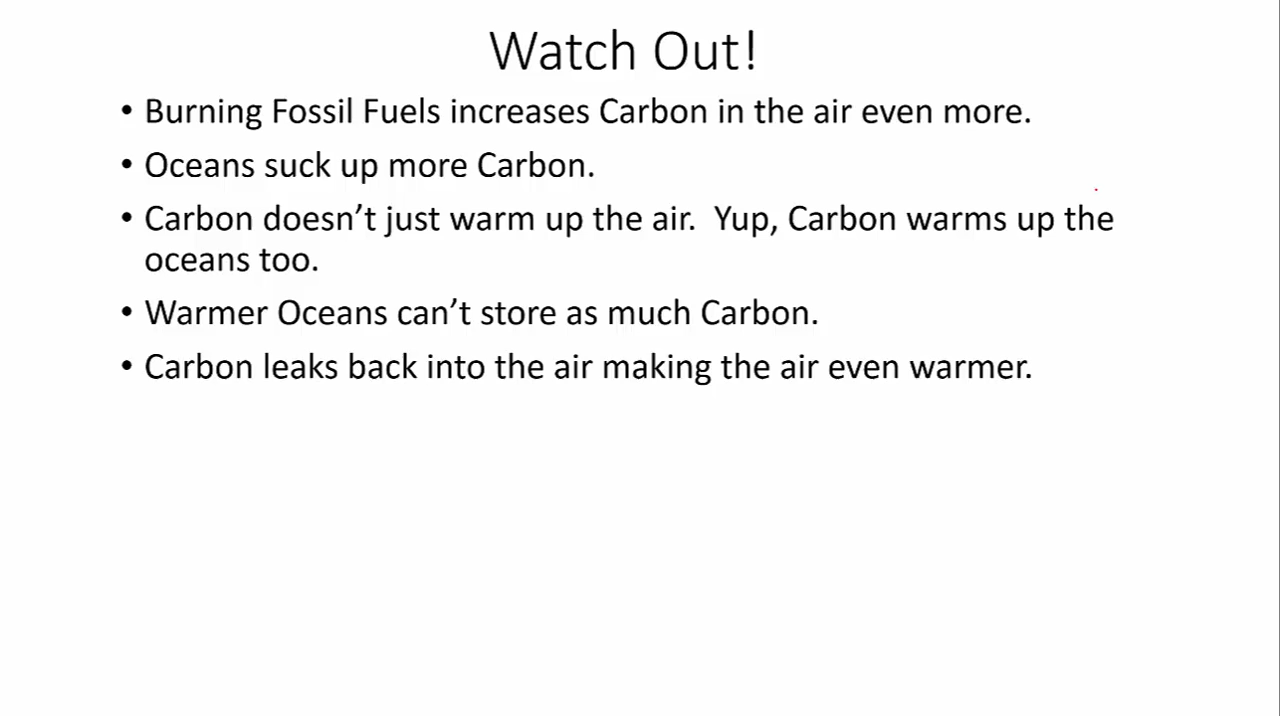 Watch Out!
• Burning Fossil Fuels increases Carbon in the air even more.
• Oceans suck up more Carbon.
• Carbon doesn’t just warm up the air.  Yup, Carbon warms up the
oceans too.
• Warmer Oceans can’t store as much Carbon.
• Carbon leaks back into the air making the air even warmer.